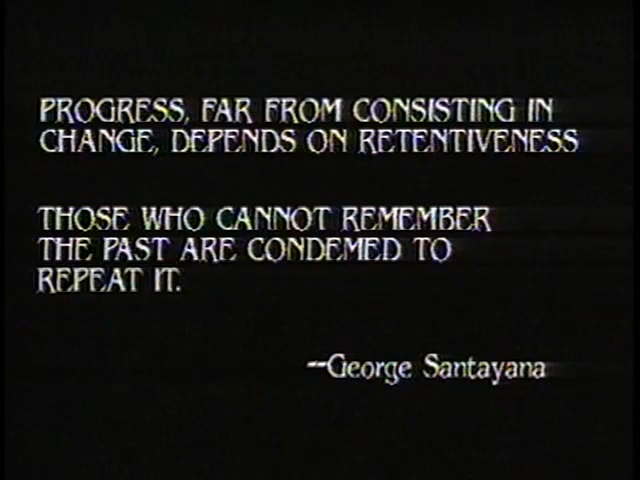 PROGRESS, FAR FROM CONSISTING IN
CHANGE, DEPENDS ON RETENTIVENESS
THOSE WHO CANNOT REMEMBER
THE PAST ARE CONDEMED TO
REPEAT IT.
--George Santayana